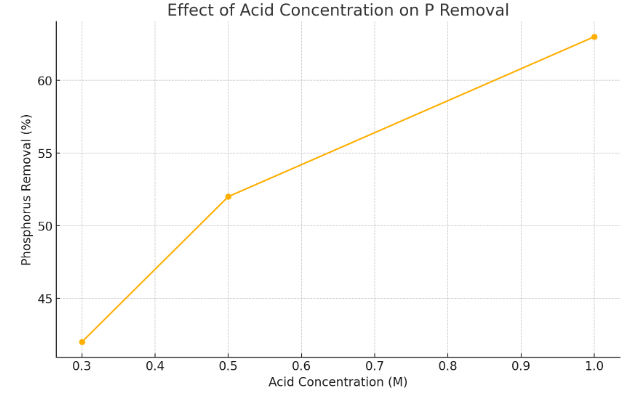 Effect of Acid Concentration on P Removal
Phosphorus Removal (%)
60
55
50
45
0.3 0.4 0.5 0.6 0.7 0.8 0.9 1.0
Acid Concentration (M)